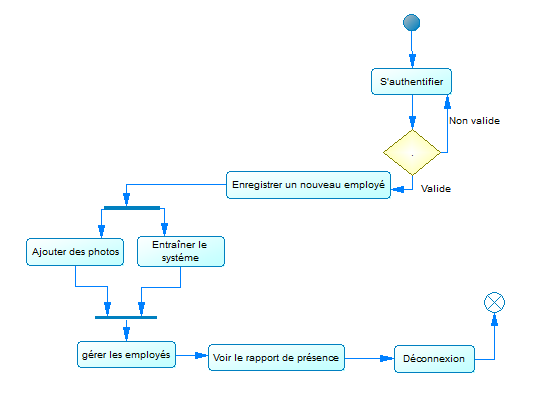 S'authentifier
Non valide
.
Valide
Enregistrer un nouveau employé
Ajouter des photos
Entraîner le
systéme
gérer les employés
Voir le rapport de présence
Déconnexion